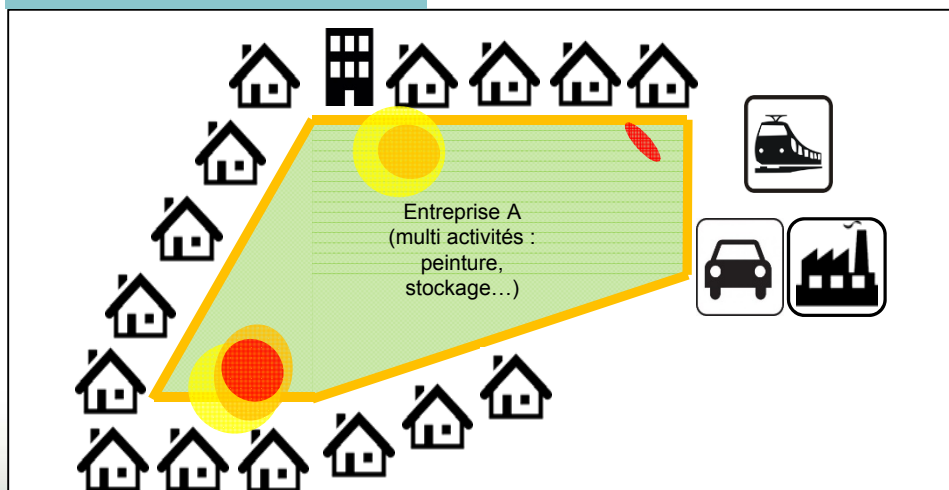 Entreprise A
(multi activités :
peinture,
stockage…)